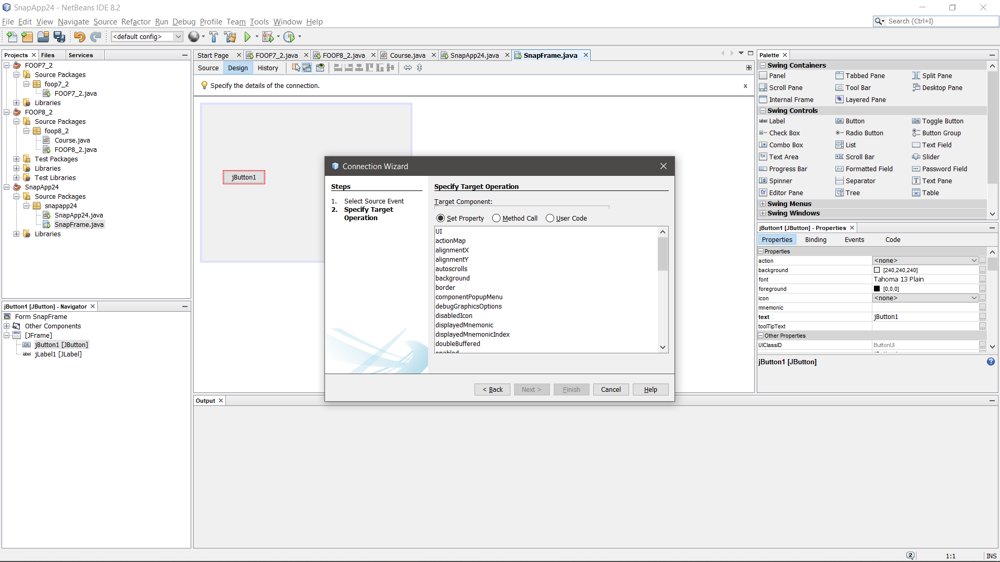 SnapApp24 - NetBeans IDE 8.2
File Edit View Navigate Source Refactor Run Debug Profile Team Tools Window Help
Search (Ctrl+I)
<default config>
Projects Files Services
FOOP7_2
Source Packages
foop7_2
FOOP7_2.java
Libraries
FOOP8_2
Source Packages
foop8_2
Course.java
FOOP8_2.java
Test Packages
Libraries
Test Libraries
SnapApp24
Source Packages
snapapp24
SnapApp24.java
SnapFrame.java
Libraries
jButton1 [JButton] - Navigator
Form SnapFrame
Other Components
[JFrame]
OK jButton1 [JButton]
label jLabel1 [JLabel]
Start Page FOOP7_2.java FOOP8_2.java Course.java SnapApp24.java SnapFrame.java
Source Design History
Specify the details of the connection.
x
jButton1
Connection Wizard
Steps
1. Select Source Event
2. Specify Target
Operation
Specify Target Operation
Target Component:
Set Property Method Call User Code
UI
actionMap
alignmentX
alignmentY
autoscrolls
background
border
componentPopupMenu
debugGraphicsOptions
disabledIcon
displayedMnemonic
displayedMnemonicIndex
doubleBuffered
enabled
< Back Next > Finish Cancel Help
Output
Palette
Swing Containers
Panel Tabbed Pane Split Pane
Scroll Pane Tool Bar Desktop Pane
Internal Frame Layered Pane
Swing Controls
label Label OK Button ON Toggle Button
Check Box Radio Button Button Group
Combo Box List Text Field
Text Area Scroll Bar Slider
Progress Bar Formatted Field Password Field
Spinner Separator Text Pane
Editor Pane Tree Table
Swing Menus
Swing Windows
jButton1 [JButton] - Properties
Properties Binding Events Code
Properties
action <none> ...
background [240,240,240] ...
font Tahoma 13 Plain ...
foreground [0,0,0] ...
icon <none> ...
mnemonic ...
text jButton1 ...
toolTipText ...
Other Properties
UIClassID ButtonUI ...
jButton1 [JButton]
2 1:1 INS